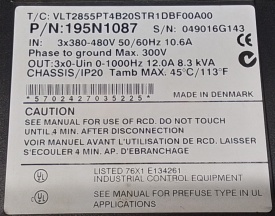 T/C: VLT2855PT4B20STR1DBF00A00
P/N:195N1087 S/N: 049016G143
IN: 3x380-480V 50/60Hz 10.6A
Phase to ground Max. 300V
OUT:3x0-Uin 0-1000Hz 12.0A 8.3 kVA
CHASSIS/IP20 Tamb MAX. 45°C/113°F
*5702427035225* MADE IN DENMARK
CAUTION
SEE MANUAL FOR USE OF RCD. DO NOT TOUCH
UNTIL 4 MIN. AFTER DISCONNECTION
VOIR MANUEL AVANT L'UTILISATION DE RCD. LAISSER
S'ECOULER 4 MIN. AP. D'EBRANCHAGE
LISTED 76X1 E134261
INDUSTRIAL CONTROL EQUIPMENT
SEE MANUAL FOR PREFUSE TYPE IN UL
APPLICATIONS